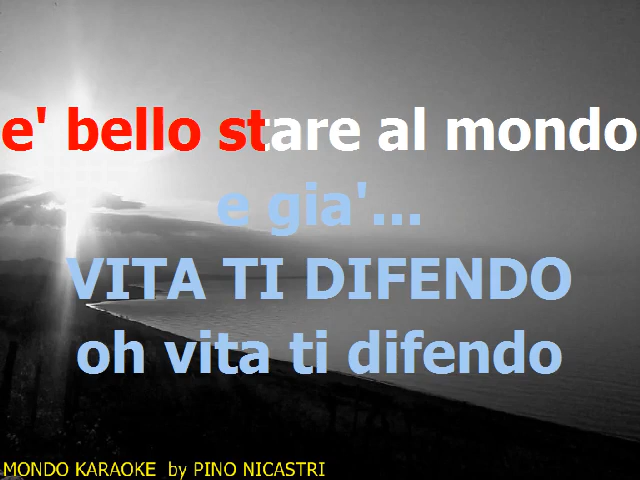 e' bello stare al mondo
e gia'...
VITA TI DIFENDO
oh vita ti difendo
MONDO KARAOKE by PINO NICASTRI